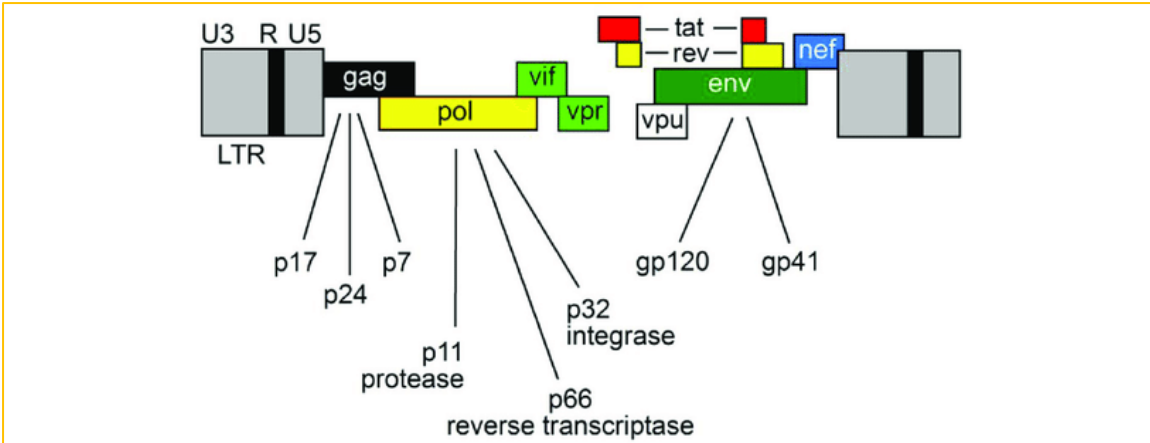 U3 R U5
LTR
gag
pol
vif
vpr
tat
rev
vpu
env
nef
p17
p24
p7
p11
protease
p66
reverse transcriptase
p32
integrase
gp120
gp41